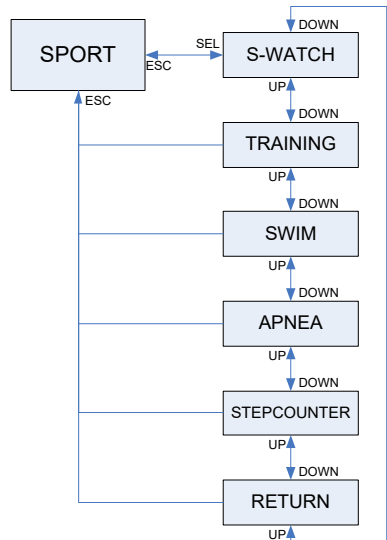 DOWN
SPORT
SEL
ESC
S-WATCH
ESC
UP
DOWN
TRAINING
UP
DOWN
SWIM
UP
DOWN
APNEA
UP
DOWN
STEPCOUNTER
UP
DOWN
RETURN
UP